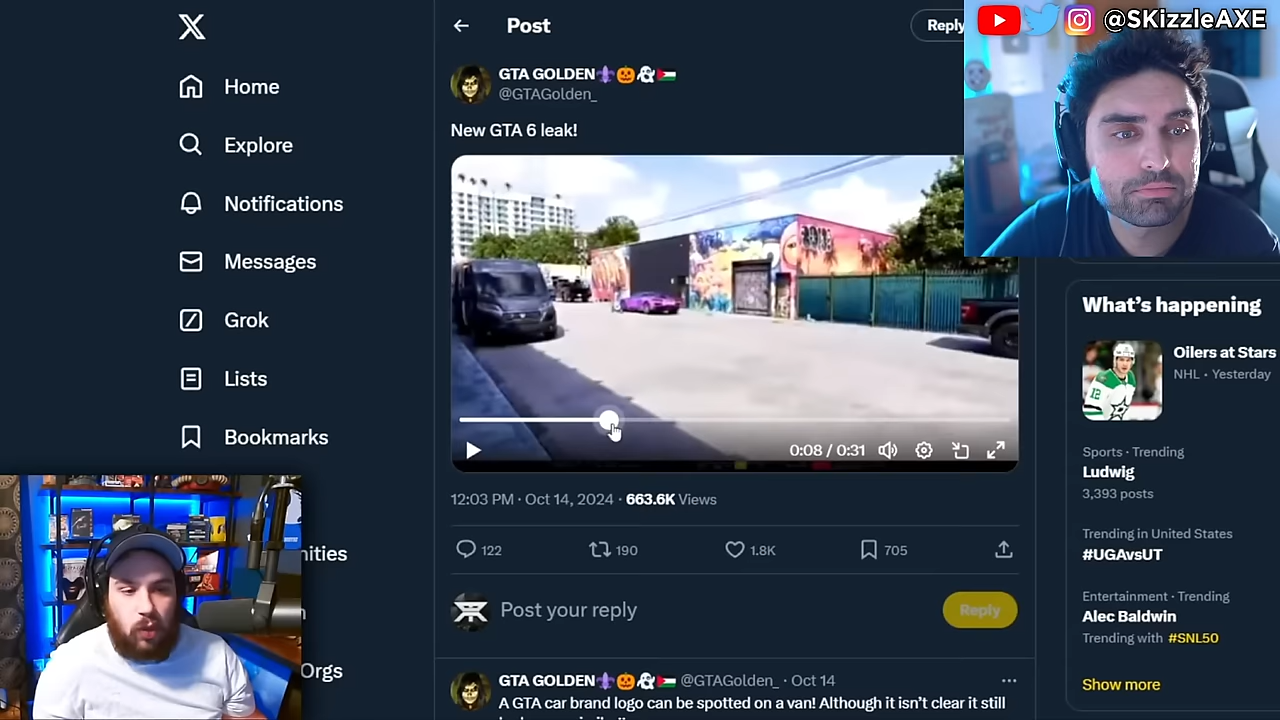 @SKizzleAXE
Post
Reply
GTA GOLDEN
@GTAGolden_
New GTA 6 leak!
Home
Explore
Notifications
Messages
Grok
Lists
Bookmarks
nities
Orgs
0:08 / 0:31
12:03 PM · Oct 14, 2024 · 663.6K Views
122
190
1.8K
705
Post your reply
Reply
GTA GOLDEN @GTAGolden_ · Oct 14
A GTA car brand logo can be spotted on a van! Although it isn't clear it still
What's happening
Oilers at Stars
NHL · Yesterday
Sports · Trending
Ludwig
3,393 posts
Trending in United States
#UGAvsUT
Entertainment · Trending
Alec Baldwin
Trending with #SNL50
Show more